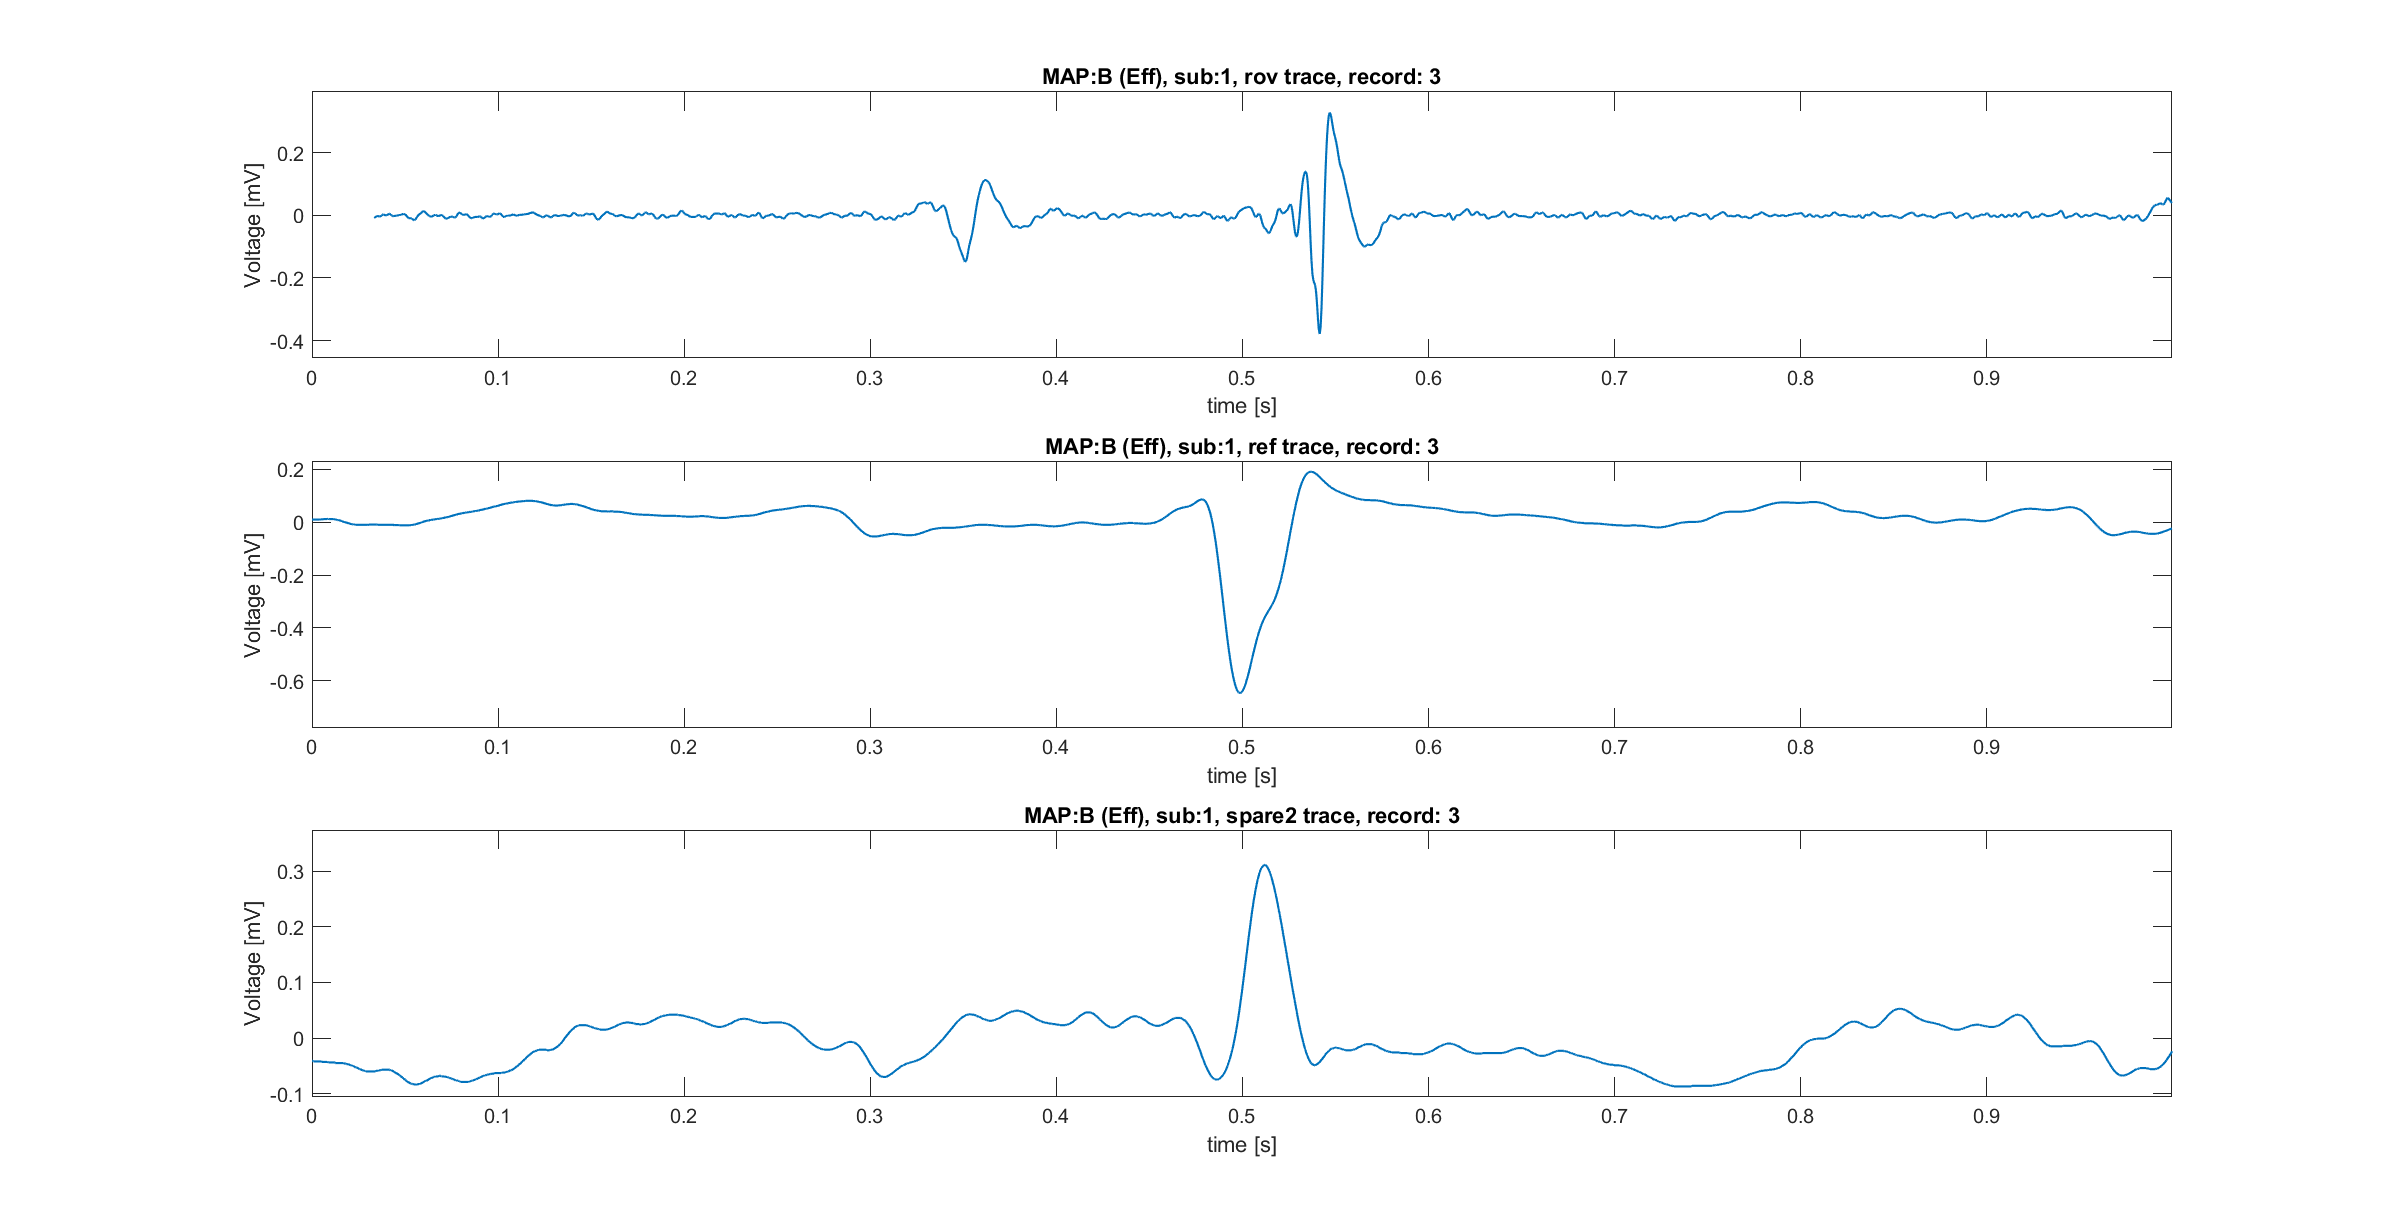 MAP:B (Eff), sub:1, rov trace, record: 3
Voltage [mV]
0.2
0
-0.2
-0.4
0 0.1 0.2 0.3 0.4 0.5 0.6 0.7 0.8 0.9
time [s]
MAP:B (Eff), sub:1, ref trace, record: 3
Voltage [mV]
0.2
0
-0.2
-0.4
-0.6
0 0.1 0.2 0.3 0.4 0.5 0.6 0.7 0.8 0.9
time [s]
MAP:B (Eff), sub:1, spare2 trace, record: 3
Voltage [mV]
0.3
0.2
0.1
0
-0.1
0 0.1 0.2 0.3 0.4 0.5 0.6 0.7 0.8 0.9
time [s]